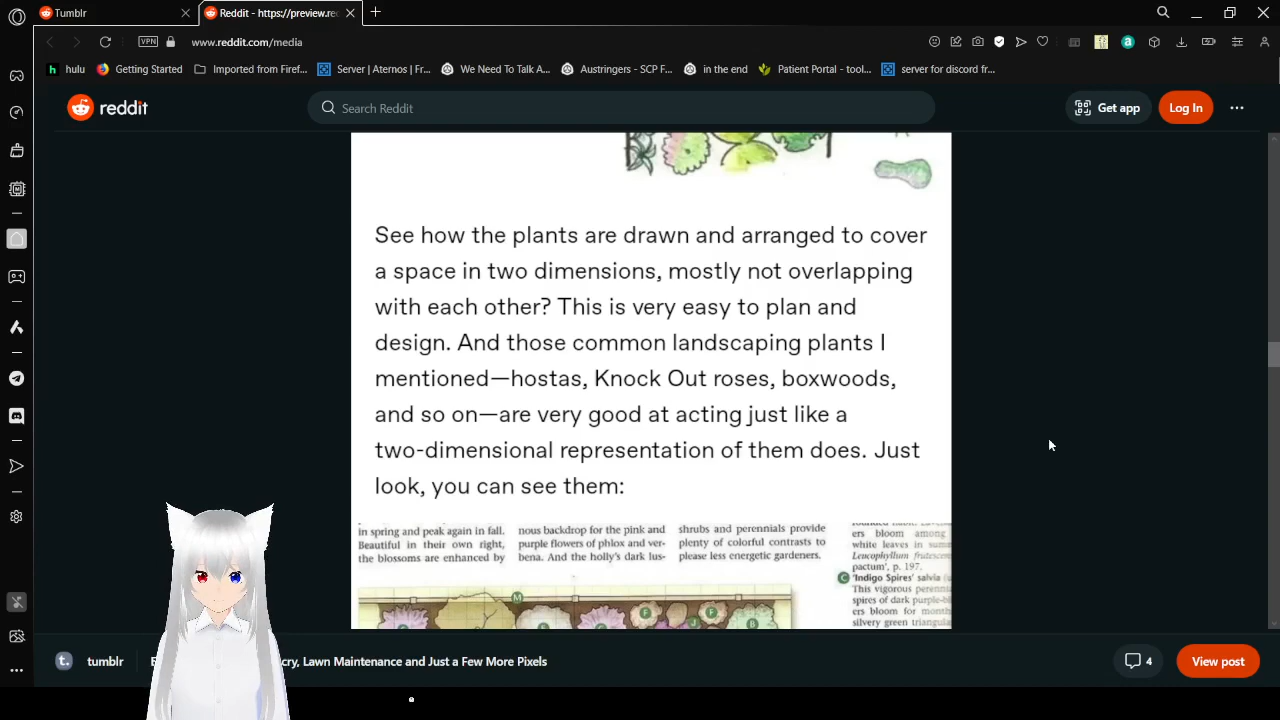 Tumblr
Reddit - https://preview.re
VPN
www.reddit.com/media
hulu
Getting Started
Imported from Firef...
Server | Aternos | Fr...
We Need To Talk A...
Austringers - SCP F...
in the end
Patient Portal - tool...
server for discord fr...
reddit
Search Reddit
Get app
Log In
See how the plants are drawn and arranged to cover
a space in two dimensions, mostly not overlapping
with each other? This is very easy to plan and
design. And those common landscaping plants I
mentioned—hostas, Knock Out roses, boxwoods,
and so on—are very good at acting just like a
two-dimensional representation of them does. Just
look, you can see them:
in spring and peak again in fall.
Beautiful in their own right,
the blossoms are enhanced by
nous backdrop for the pink and
purple flowers of phlox and ver-
bena. And the holly's dark lus-
shrubs and perennials provide
plenty of colorful contrasts to
please less energetic gardeners.
ers bloom among
white leaves in
Leucophyllum frutescen
pactum', p. 197.
C 'Indigo Spires' salvia
This vigorous perenn
spires of dark purple-b
ers bloom for month
silvery green triangula
M
F
F
J
B
t. tumblr
cry, Lawn Maintenance and Just a Few More Pixels
4
View post